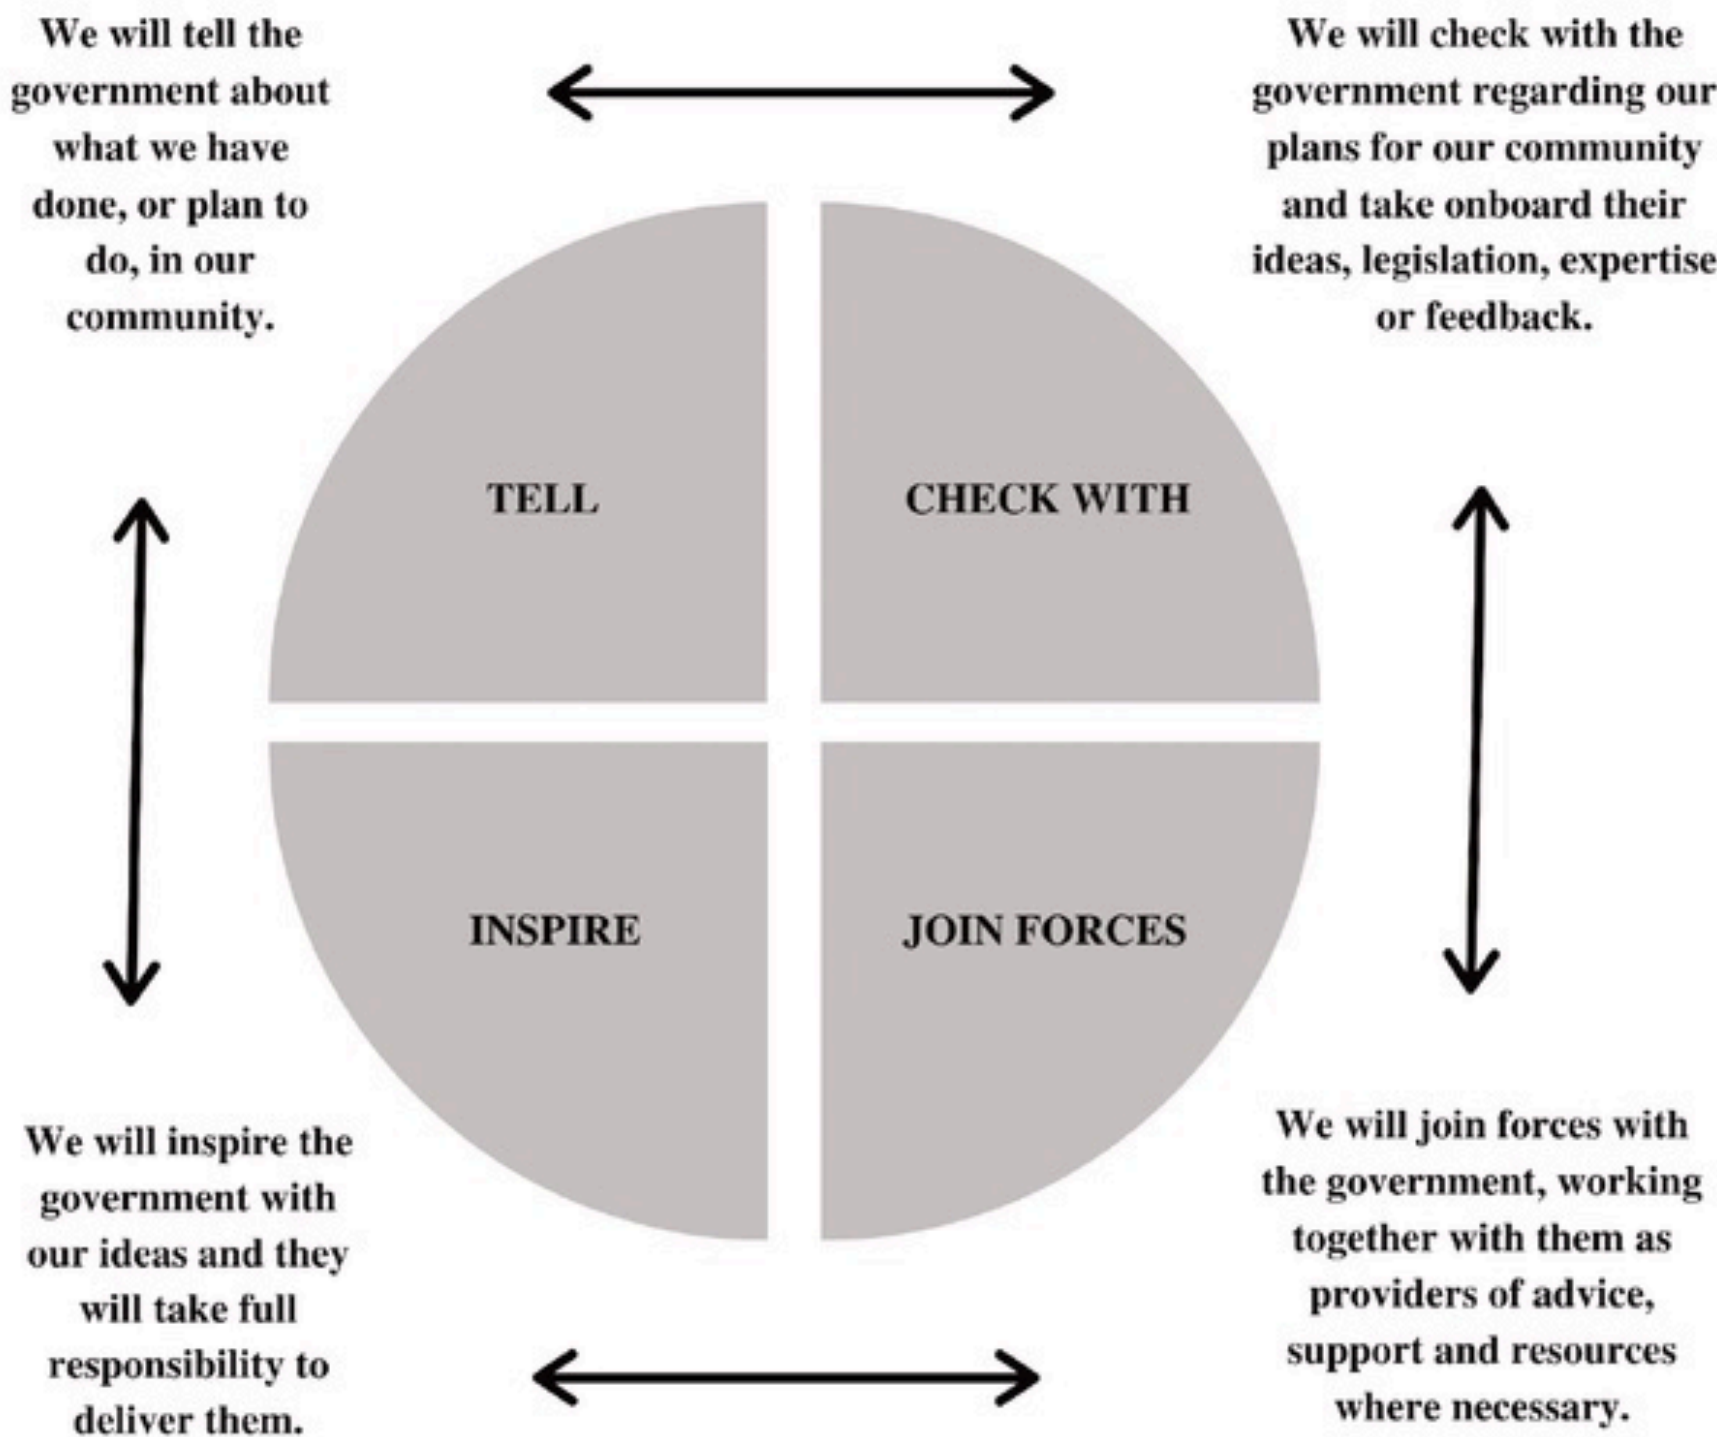 We will tell the
government about
what we have
done, or plan to
do, in our
community.
We will check with the
government regarding our
plans for our community
and take onboard their
ideas, legislation, expertise
or feedback.
TELL
CHECK WITH
INSPIRE
JOIN FORCES
We will inspire the
government with
our ideas and they
will take full
responsibility to
deliver them.
We will join forces with
the government, working
together with them as
providers of advice,
support and resources
where necessary.